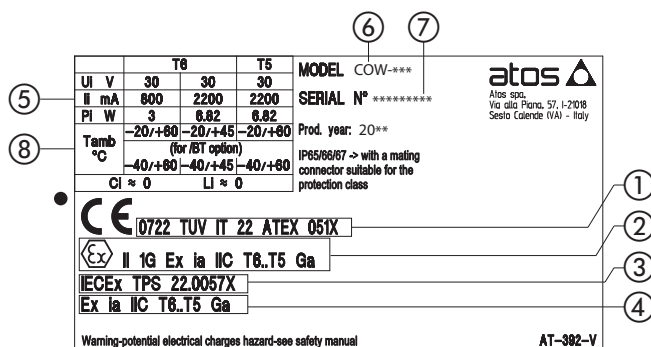 ⑥ ⑦
T6 T5
Ui V 30 30 30
Ii mA 600 2200 2200
Pi W 3 6.62 6.62
⑤
Tamb °C
−20/+60 −20/+45 −20/+60
(for /BT option)
−40/+60 −40/+45 −40/+60
⑧
Ci ≈ 0 Li ≈ 0
MODEL COW-***
SERIAL N° *********
Prod. year: 20**
IP65/66/67 -> with a mating
connector suitable for the
protection class
atos
Atos spa,
Via alla Piana, 57, I-21018
Sesto Calende (VA) - Italy
CE 0722 TUV IT 22 ATEX 051X ①
Ex II 1G Ex ia IIC T6..T5 Ga ②
IECEx TPS 22.0057X ③
Ex ia IIC T6..T5 Ga ④
Warning-potential electrical charges hazard-see safety manual
AT-392-V